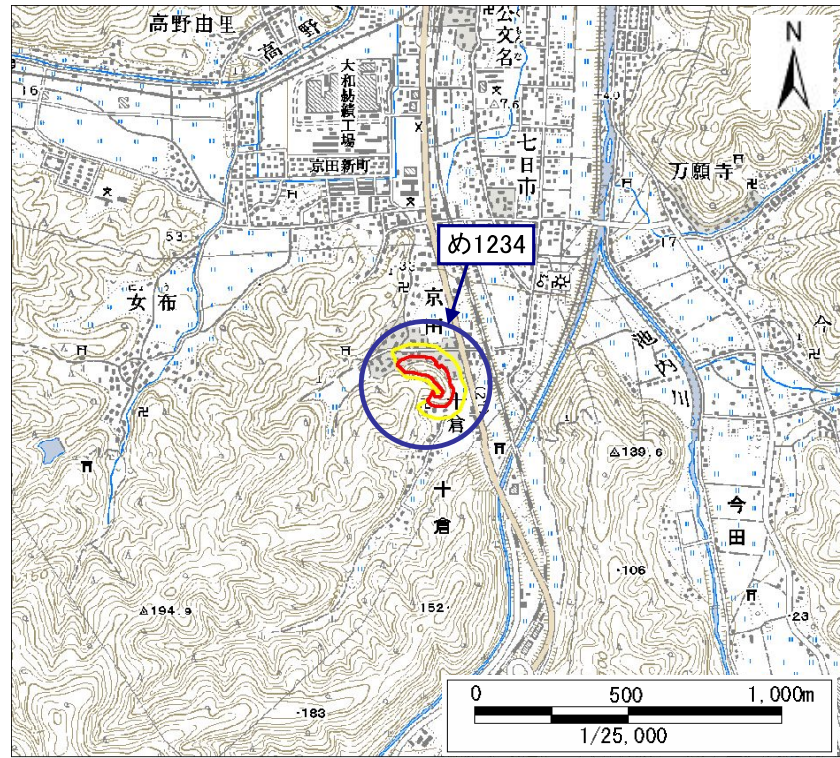 高野由里
高野
公文名
N
大和紡績工場
16
7.6
七日市
京田新町
万願寺
53
17
め1234
女布
京田
33
池内川
十倉
139.6
十倉
今田
106
152
194.9
23
183
0 500 1,000m
1/25,000